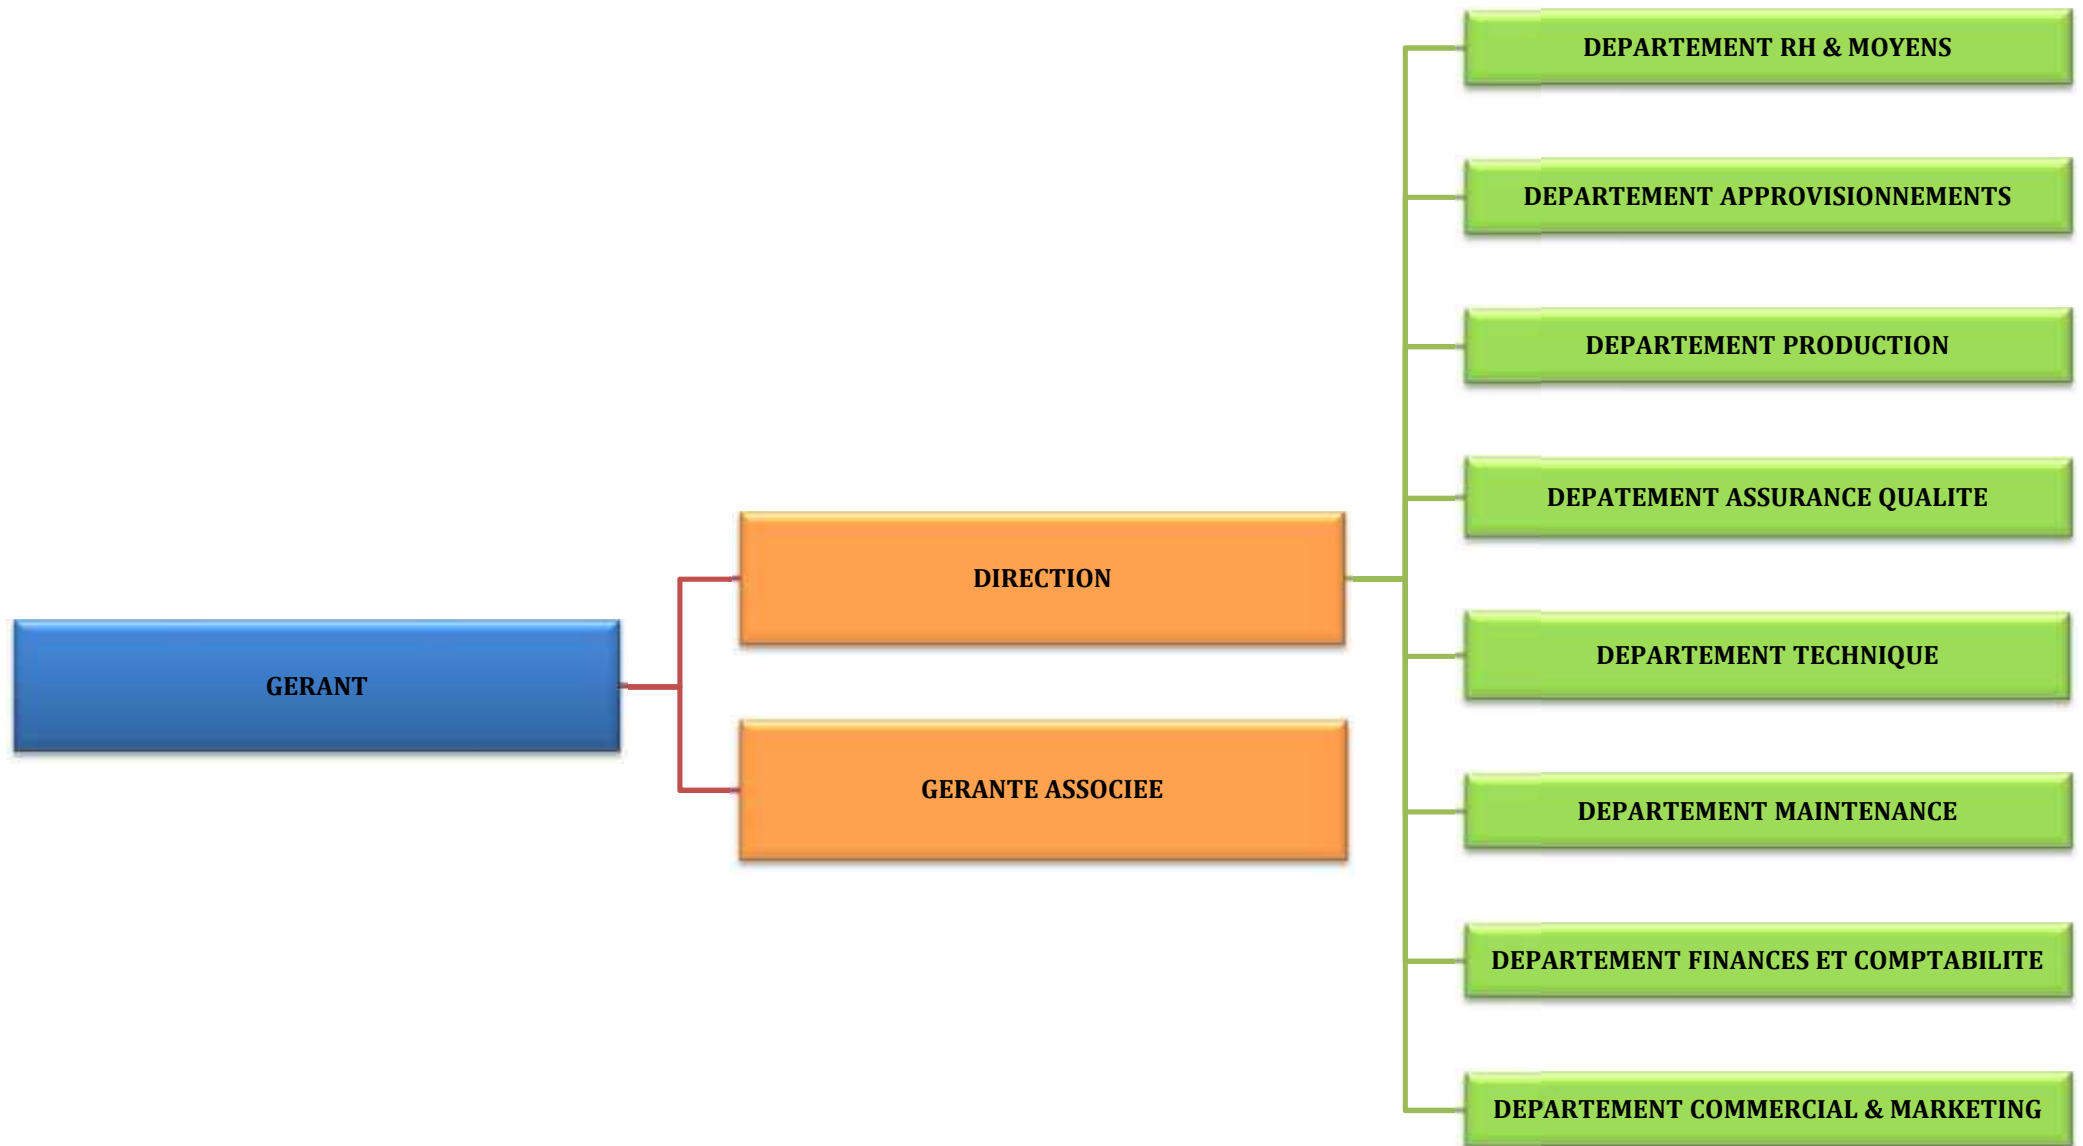 GERANT
DIRECTION
GERANTE ASSOCIEE
DEPARTEMENT RH & MOYENS
DEPARTEMENT APPROVISIONNEMENTS
DEPARTEMENT PRODUCTION
DEPATEMENT ASSURANCE QUALITE
DEPARTEMENT TECHNIQUE
DEPARTEMENT MAINTENANCE
DEPARTEMENT FINANCES ET COMPTABILITE
DEPARTEMENT COMMERCIAL & MARKETING